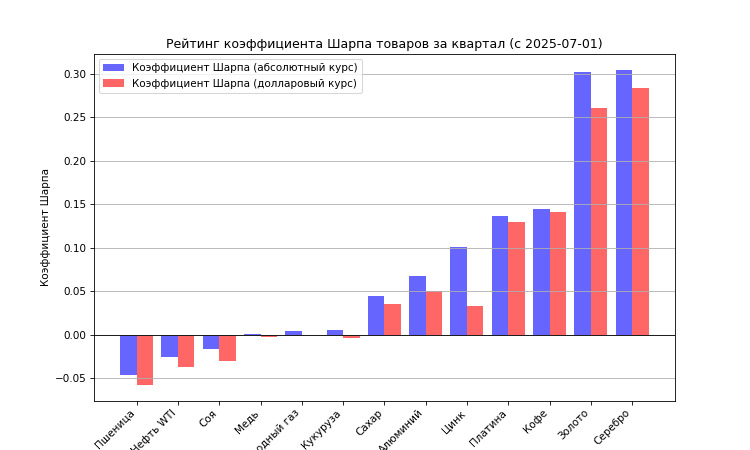 Рейтинг коэффициента Шарпа товаров за квартал (с 2025-07-01)
Коэффициент Шарпа (абсолютный курс)
Коэффициент Шарпа (долларовый курс)
Коэффициент Шарпа
0.30
0.25
0.20
0.15
0.10
0.05
0.00
−0.05
Пшеница
Нефть WTI
Соя
Медь
одный газ
Кукуруза
Сахар
Алюминий
Цинк
Платина
Кофе
Золото
Серебро